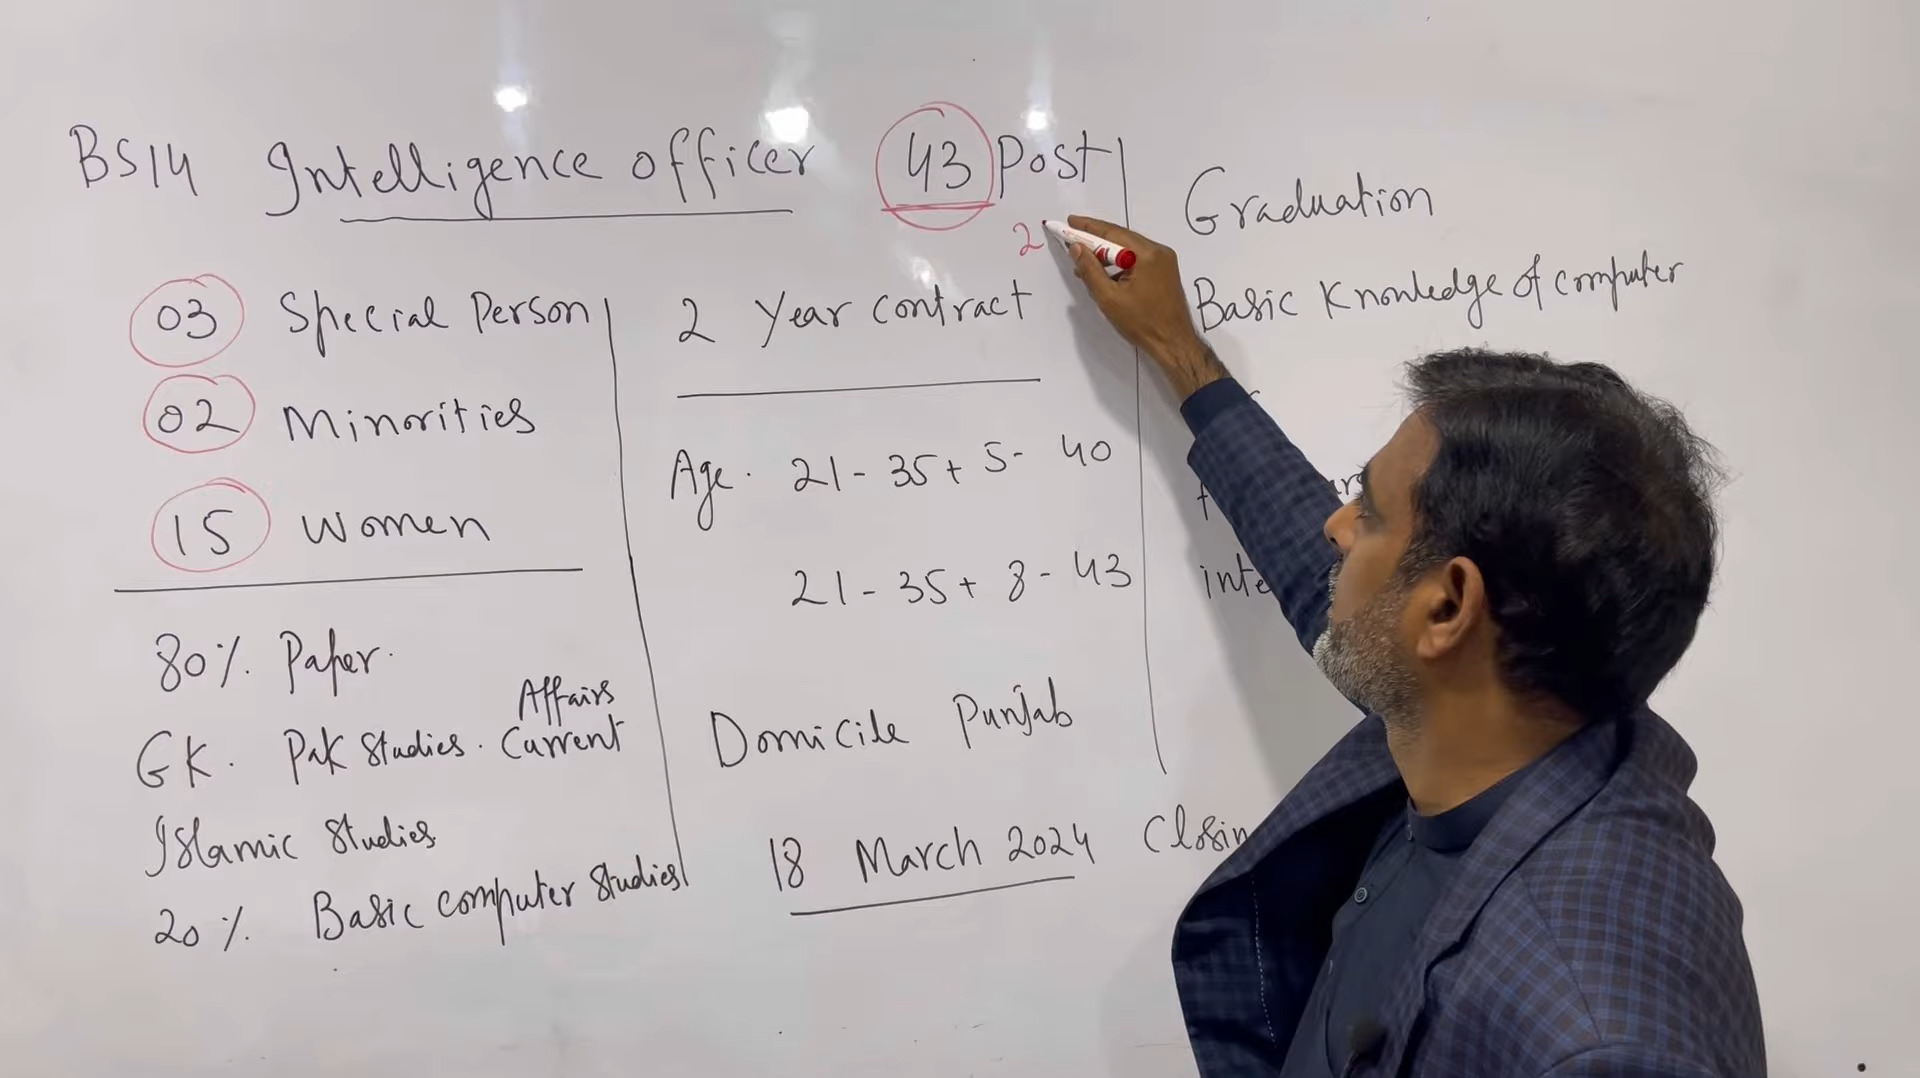 BS14 Intelligence officer 43 Post
2
03 Special Person
02 Minorities
15 Women
80% Paper.
GK. Pak Studies. Current Affairs
Islamic Studies
20% Basic computer Studies
2 Year contract
Age. 21 - 35 + 5 - 40
21 - 35 + 8 - 43
Domicile Punjab
18 March 2024 Closin
Graduation
Basic Knowledge of computer
inte